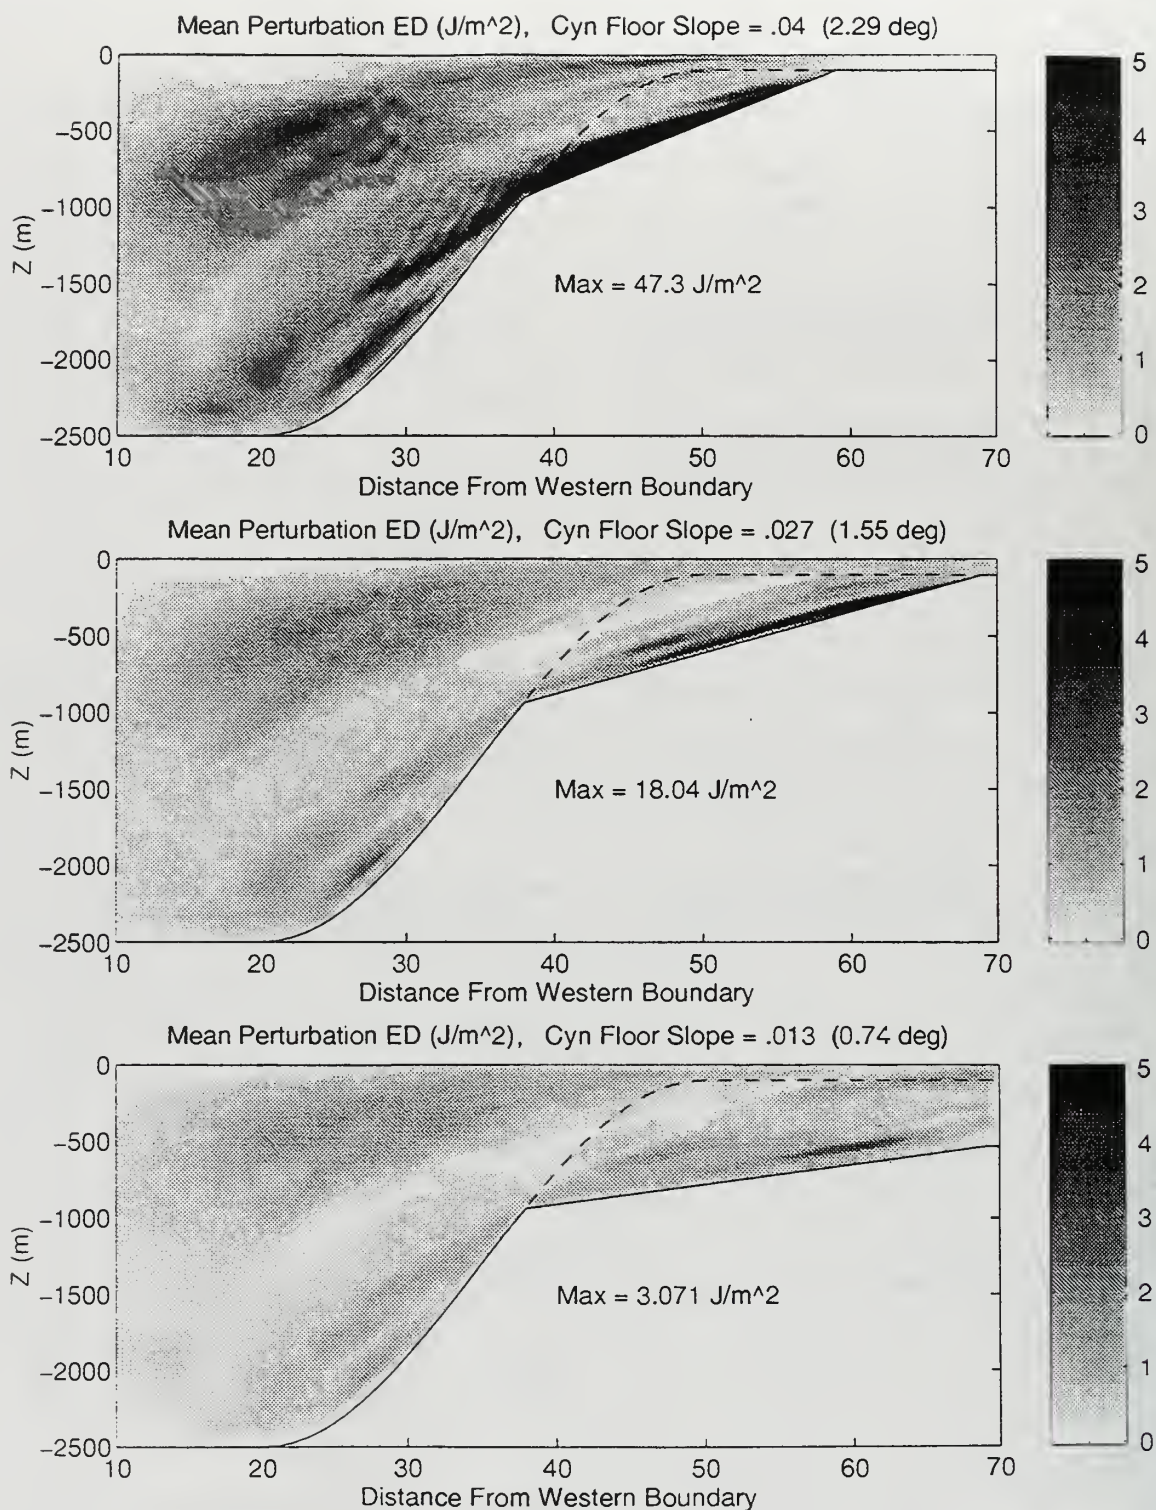 Mean Perturbation ED (J/m^2), Cyn Floor Slope = .04 (2.29 deg)
0
-500
-1000
-1500
-2000
-2500
Z (m)
Max = 47.3 J/m^2
10 20 30 40 50 60 70
Distance From Western Boundary
5
4
3
2
1
0
Mean Perturbation ED (J/m^2), Cyn Floor Slope = .027 (1.55 deg)
0
-500
-1000
-1500
-2000
-2500
Z (m)
Max = 18.04 J/m^2
10 20 30 40 50 60 70
Distance From Western Boundary
5
4
3
2
1
0
Mean Perturbation ED (J/m^2), Cyn Floor Slope = .013 (0.74 deg)
0
-500
-1000
-1500
-2000
-2500
Z (m)
Max = 3.071 J/m^2
10 20 30 40 50 60 70
Distance From Western Boundary
5
4
3
2
1
0